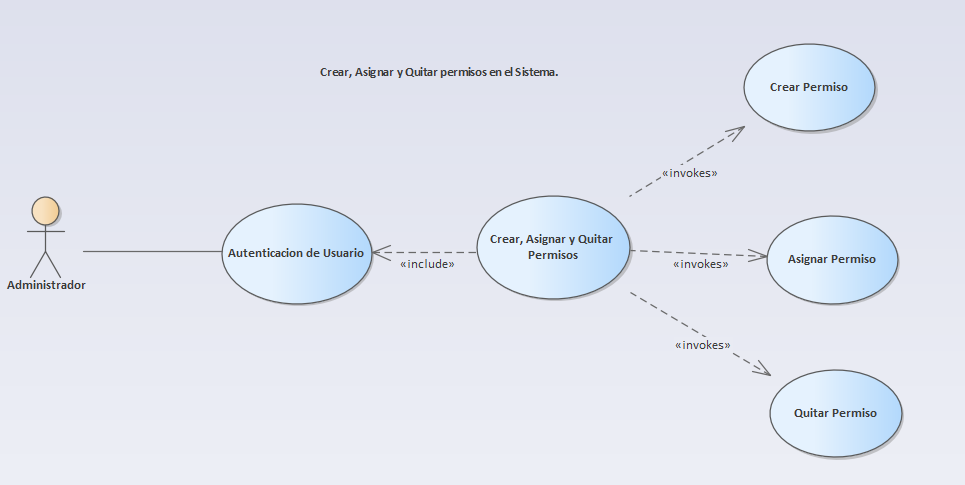 Crear, Asignar y Quitar permisos en el Sistema.
Crear Permiso
«invokes»
Administrador
Autenticacion de Usuario
«include»
Crear, Asignar y Quitar
Permisos
«invokes»
Asignar Permiso
«invokes»
Quitar Permiso